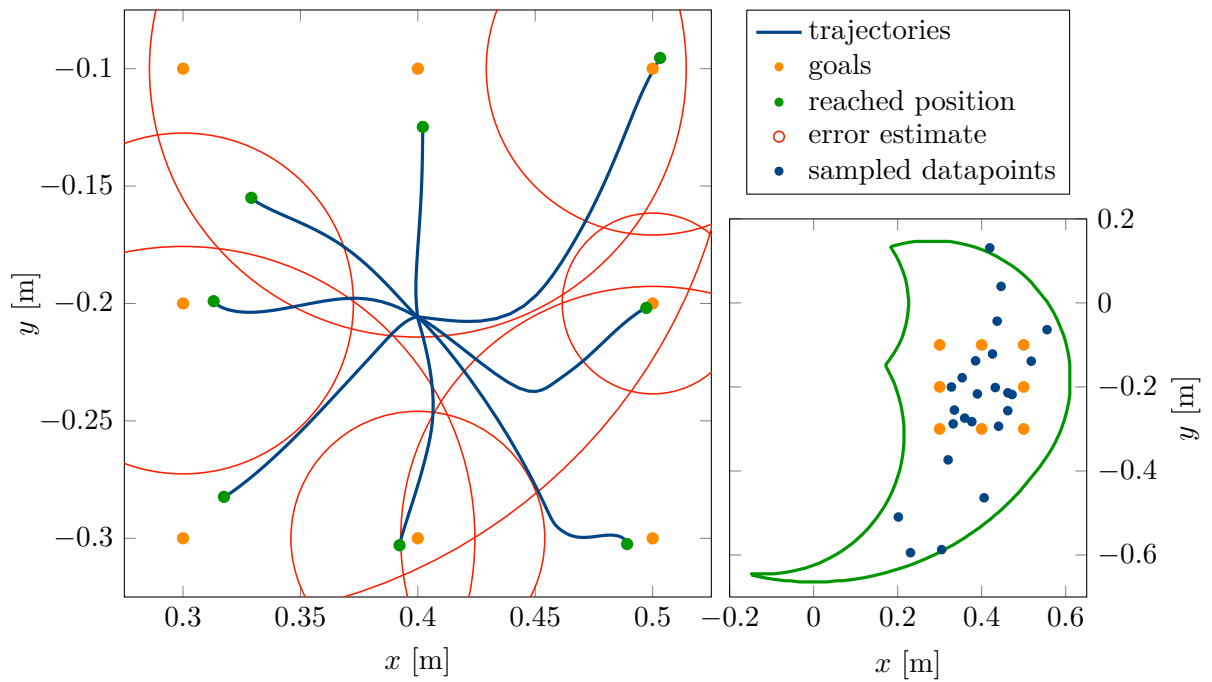 −0.1
−0.15
−0.2
−0.25
−0.3
y [m]
0.3
0.35
0.4
0.45
0.5
x [m]
trajectories
goals
reached position
error estimate
sampled datapoints
0.2
0
−0.2
−0.4
−0.6
y [m]
−0.2
0
0.2
0.4
0.6
x [m]